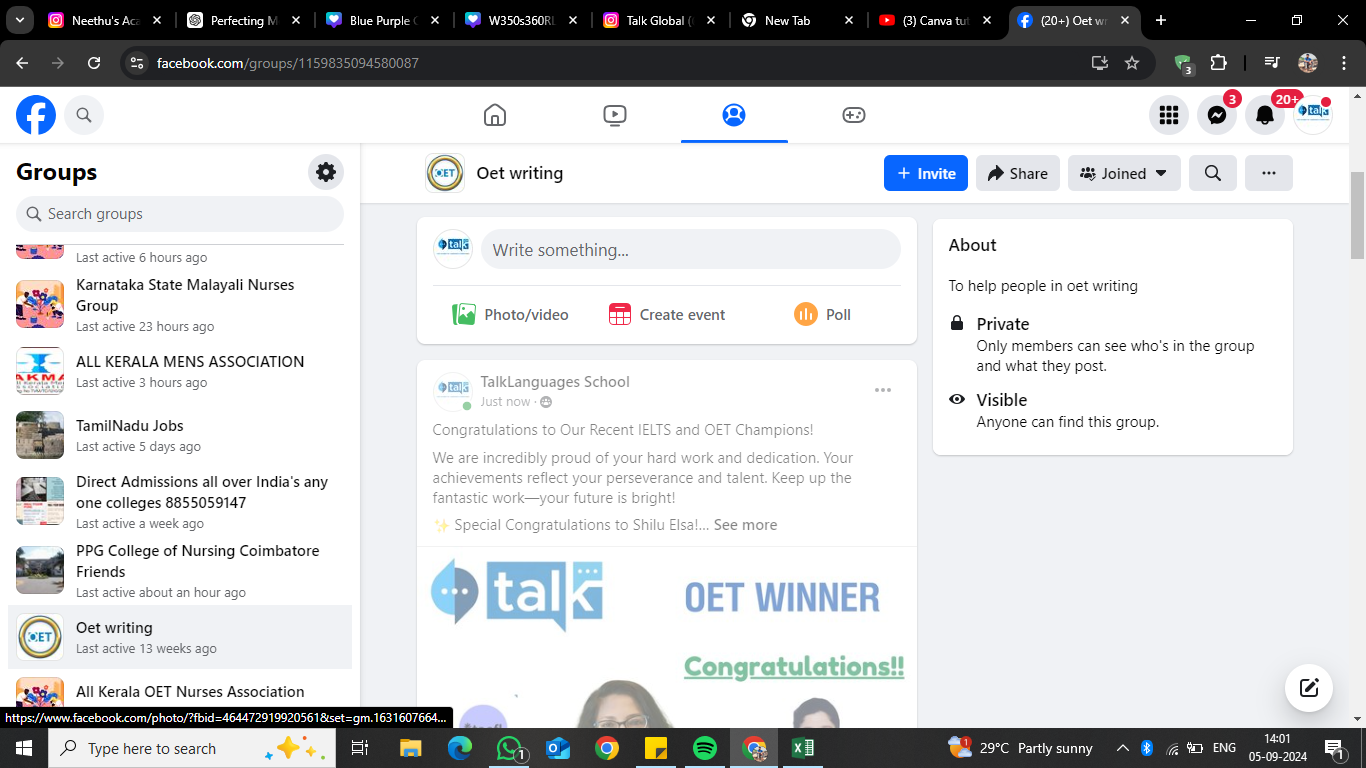 Neethu's Aca
Perfecting M
Blue Purple G
W350s360RL
Talk Global (
New Tab
(3) Canva tut
(20+) Oet wr
facebook.com/groups/1159835094580087
3
3
20+
talk
Groups
Search groups
Last active 6 hours ago
Karnataka State Malayali Nurses
Group
Last active 23 hours ago
ALL KERALA MENS ASSOCIATION
Last active 3 hours ago
TamilNadu Jobs
Last active 5 days ago
Direct Admissions all over India's any
one colleges 8855059147
Last active a week ago
PPG College of Nursing Coimbatore
Friends
Last active about an hour ago
OET
Oet writing
Last active 13 weeks ago
All Kerala OET Nurses Association
https://www.facebook.com/photo/?fbid=464472919920561&set=gm.1631607664...
OET
Oet writing
Invite
Share
Joined
talk
Write something...
Photo/video
Create event
Poll
talk
TalkLanguages School
Just now ·
Congratulations to Our Recent IELTS and OET Champions!
We are incredibly proud of your hard work and dedication. Your
achievements reflect your perseverance and talent. Keep up the
fantastic work—your future is bright!
✨ Special Congratulations to Shilu Elsa!... See more
talk
OET WINNER
Congratulations!!
About
To help people in oet writing
Private
Only members can see who's in the group
and what they post.
Visible
Anyone can find this group.
Type here to search
1
1
29°C Partly sunny
ENG
14:01
05-09-2024
1